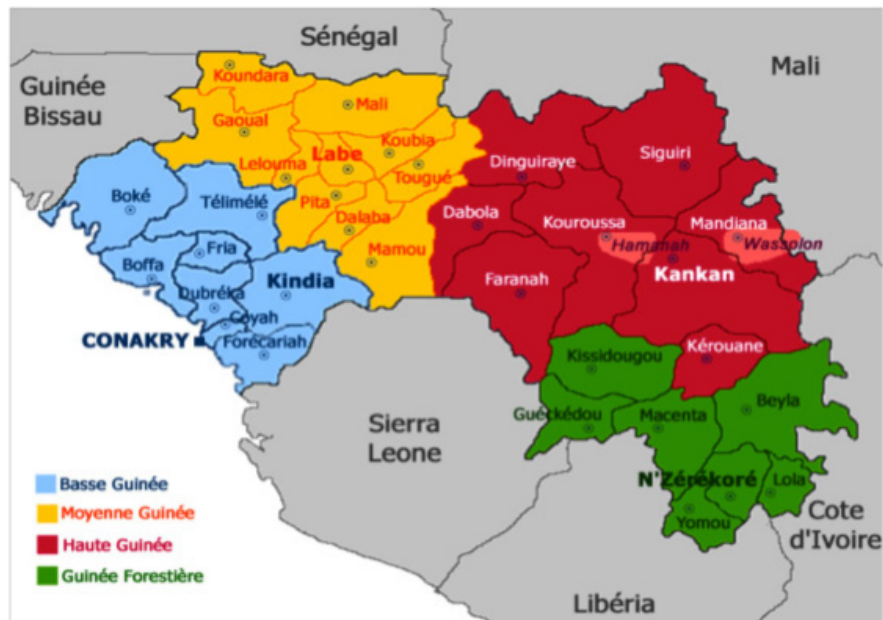 Sénégal
Mali
Guinée
Bissau
Koundara
Mali
Gaoual
Koubia
Labe
Lelouma
Tougué
Siguiri
Dinguiraye
Boké
Télimélé
Pita
Dalaba
Dabola
Kouroussa
Mandiana
Hamanah
Wassolon
Fria
Mamou
Boffa
Kindia
Faranah
Kankan
Dubréka
Coyah
CONAKRY
Forécariah
Kissidougou
Kérouane
Guéckédou
Macenta
Beyla
Sierra
Leone
N'Zérékoré
Lola
Yomou
Cote
d'Ivoire
Libéria
Basse Guinée
Moyenne Guinée
Haute Guinée
Guinée Forestière